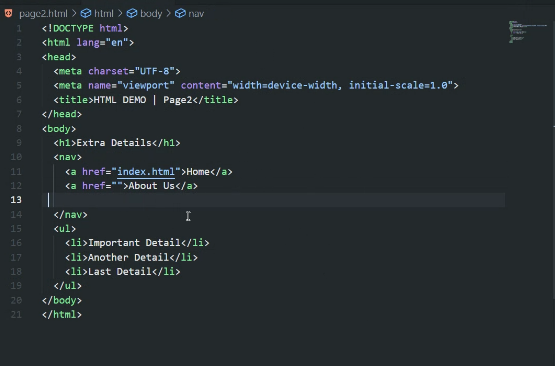 page2.html > html > body > nav
1 <!DOCTYPE html>
2 <html lang="en">
3 <head>
4 <meta charset="UTF-8">
5 <meta name="viewport" content="width=device-width, initial-scale=1.0">
6 <title>HTML DEMO | Page2</title>
7 </head>
8 <body>
9 <h1>Extra Details</h1>
10 <nav>
11 <a href="index.html">Home</a>
12 <a href="">About Us</a>
13
14 </nav>
15 <ul>
16 <li>Important Detail</li>
17 <li>Another Detail</li>
18 <li>Last Detail</li>
19 </ul>
20 </body>
21 </html>